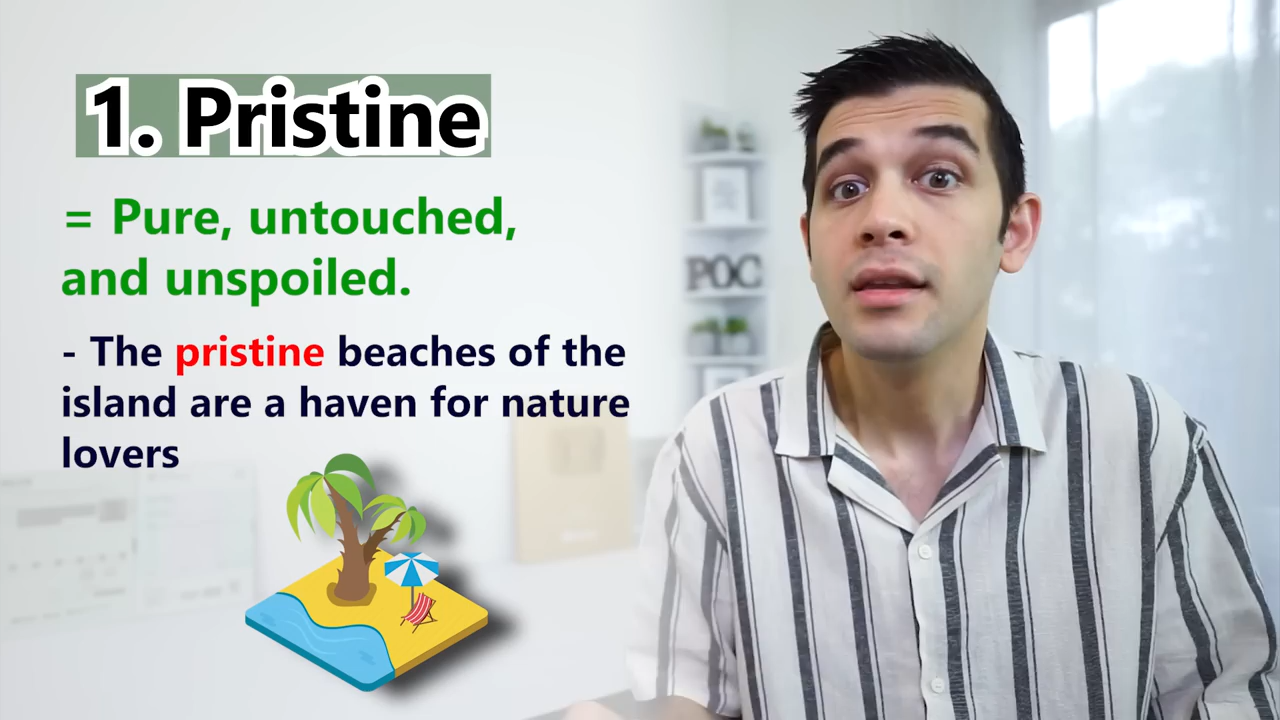 1. Pristine
= Pure, untouched,
and unspoiled.
- The pristine beaches of the
island are a haven for nature
lovers
POC